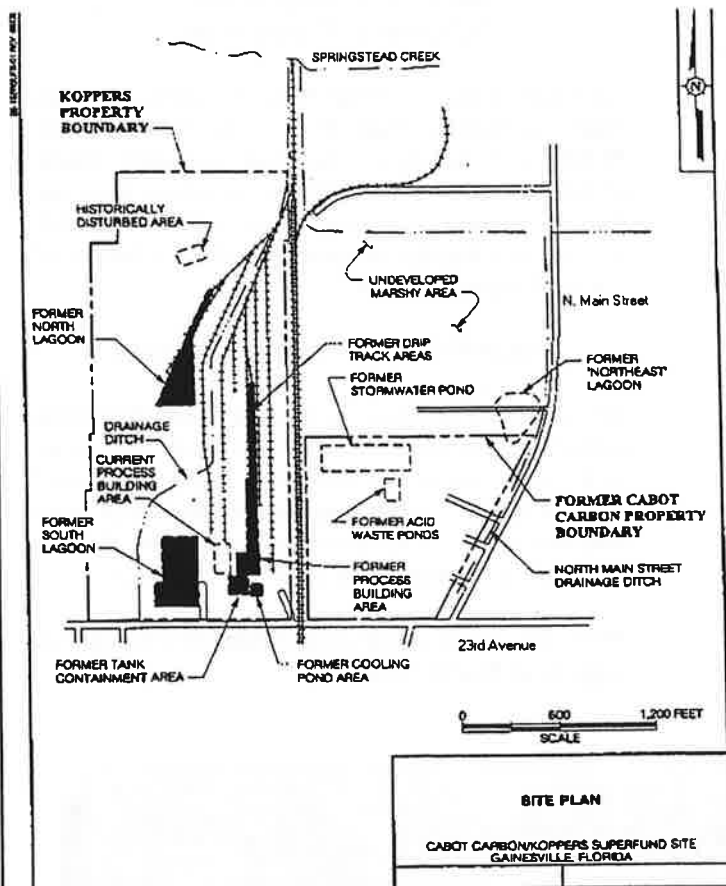 SPRINGSTEAD CREEK
N
KOPPERS
PROPERTY
BOUNDARY
HISTORICALLY
DISTURBED AREA
UNDEVELOPED
MARSHY AREA
N. Main Street
FORMER
NORTH
LAGOON
FORMER DRIP
TRACK AREAS
FORMER
STORMWATER POND
FORMER
'NORTHEAST'
LAGOON
DRAINAGE
DITCH
CURRENT
PROCESS
BUILDING
AREA
FORMER
SOUTH
LAGOON
FORMER ACID
WASTE PONDS
FORMER CABOT
CARBON PROPERTY
BOUNDARY
FORMER
PROCESS
BUILDING
AREA
NORTH MAIN STREET
DRAINAGE DITCH
23rd Avenue
FORMER TANK
CONTAINMENT AREA
FORMER COOLING
POND AREA
0 600 1,200 FEET
SCALE
SITE PLAN
CABOT CARBON/KOPPERS SUPERFUND SITE
GAINESVILLE, FLORIDA